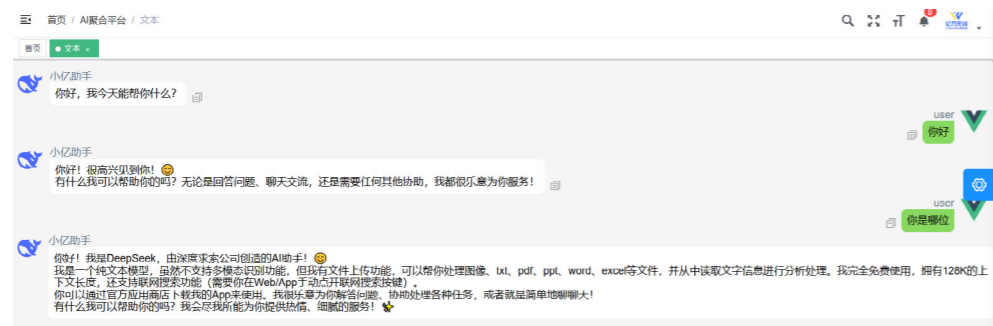 首页 / AI聚合平台 / 文本
0
首页
文本 ×
小亿助手
你好，我今天能帮你什么？
user
你好
小亿助手
你好！很高兴见到你！😊
有什么我可以帮助你的吗？无论是回答问题、聊天交流，还是需要任何其他协助，我都很乐意为你服务！
user
你是哪位
小亿助手
你好！我是DeepSeek，由深度求索公司创造的AI助手！😊
我是一个纯文本模型，虽然不支持多模态识别功能，但我有文件上传功能，可以帮你处理图像、txt、pdf、ppt、word、excel等文件，并从中读取文字信息进行分析处理。我完全免费使用，拥有128K的上
下文长度，还支持联网搜索功能（需要你在Web/App手动点开联网搜索按键）。
你可以通过官方应用商店下载我的App来使用。我很乐意为你解答问题、协助处理各种任务，或者就是简单地聊聊天！
有什么我可以帮助你的吗？我会尽我所能为你提供热情、细腻的服务！✨